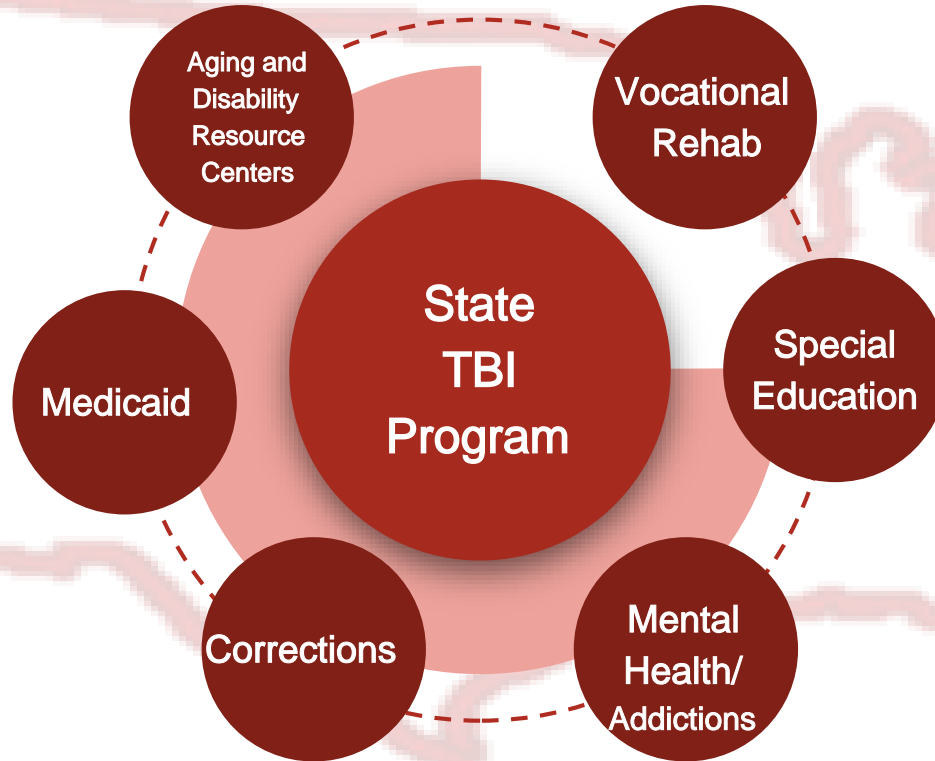 Aging and
Disability
Resource
Centers
Vocational
Rehab
State
TBI
Program
Special
Education
Medicaid
Corrections
Mental
Health/
Addictions